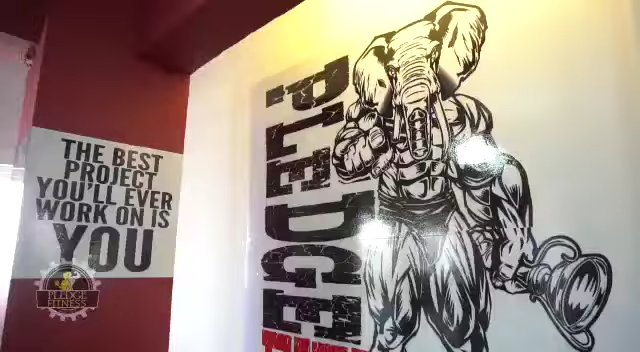 THE BEST
PROJECT
YOU'LL EVER
WORK ON IS
YOU
PLEDGE
FITNESS
PLEDGE